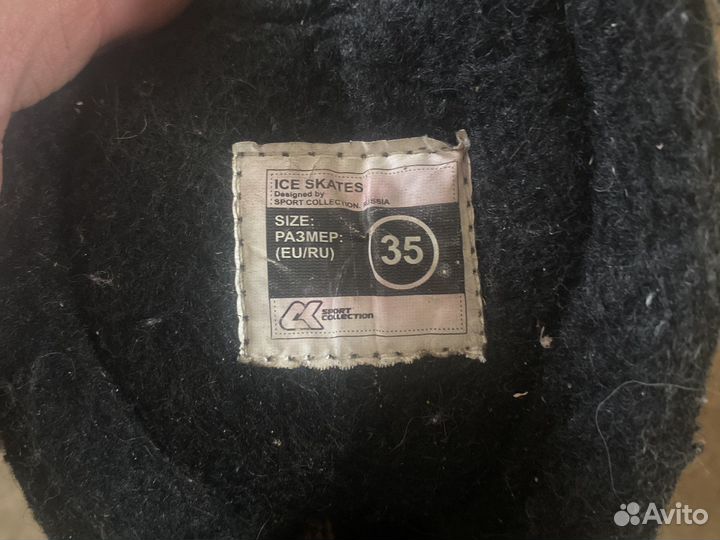 ICE SKATES
Designed by
SPORT COLLECTION, RUSSIA
SIZE:
РАЗМЕР:
(EU/RU)
35
SPORT
COLLECTION
Avito